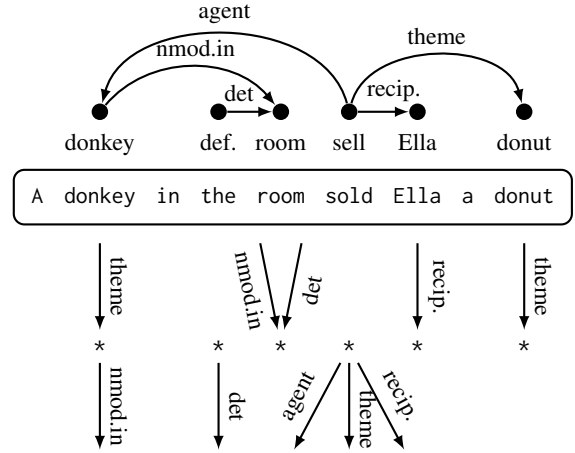 agent
nmod.in
theme
det
recip.
donkey def. room sell Ella donut
A donkey in the room sold Ella a donut
theme nmod.in det recip. theme
* * * * * *
nmod.in det agent theme recip.